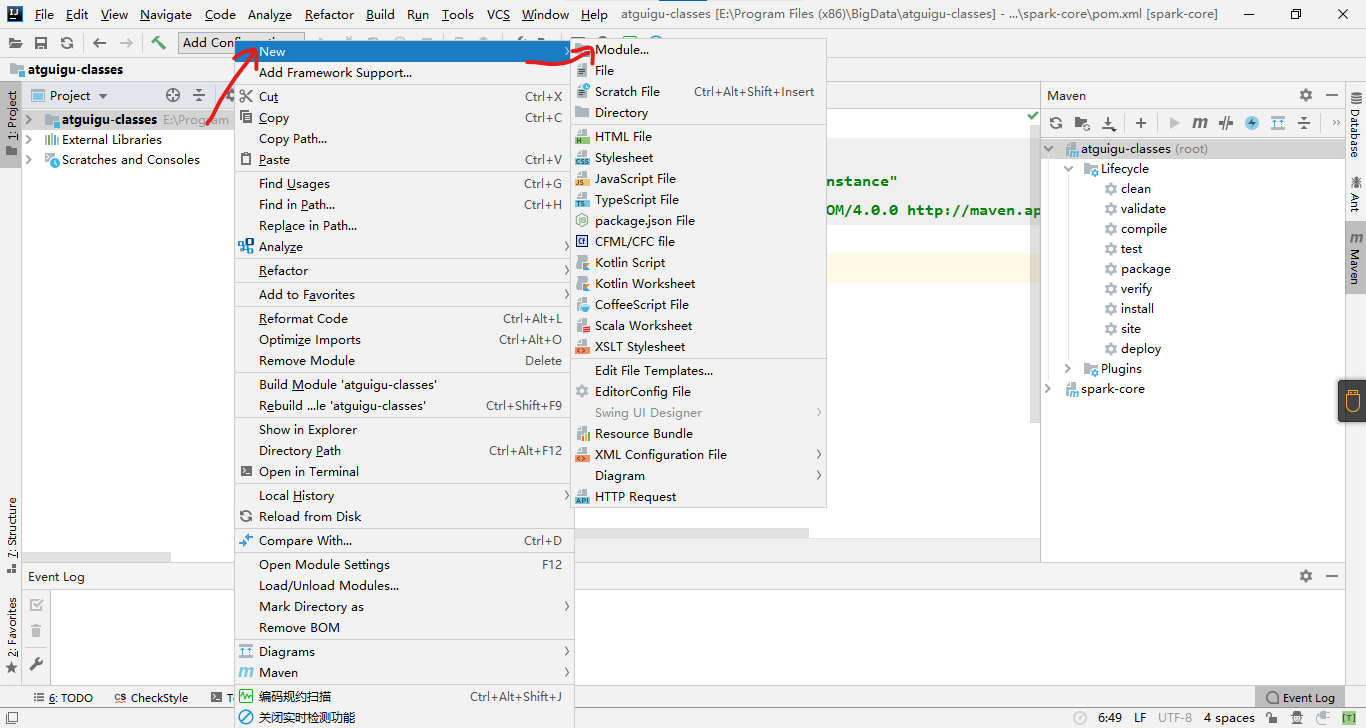 File Edit View Navigate Code Analyze Refactor Build Run Tools VCS Window Help atguigu-classes [E:\Program Files (x86)\BigData\atguigu-classes] - ...\spark-core\pom.xml [spark-core]
Add
atguigu-classes
1: Project
Project
atguigu-classes E:\Program
External Libraries
Scratches and Consoles
New
Add Framework Support...
Cut Ctrl+X
Copy Ctrl+C
Copy Path...
Paste Ctrl+V
Find Usages Ctrl+G
Find in Path... Ctrl+H
Replace in Path...
Analyze
Refactor
Add to Favorites
Reformat Code Ctrl+Alt+L
Optimize Imports Ctrl+Alt+O
Remove Module Delete
Build Module 'atguigu-classes'
Rebuild ...le 'atguigu-classes' Ctrl+Shift+F9
Show in Explorer
Directory Path Ctrl+Alt+F12
Open in Terminal
Local History
Reload from Disk
Compare With... Ctrl+D
Open Module Settings F12
Load/Unload Modules...
Mark Directory as
Remove BOM
Diagrams
Maven
编码规约扫描 Ctrl+Alt+Shift+J
关闭实时检测功能
Module...
File
Scratch File Ctrl+Alt+Shift+Insert
Directory
HTML File
Stylesheet
JavaScript File
TypeScript File
package.json File
CFML/CFC file
Kotlin Script
Kotlin Worksheet
CoffeeScript File
Scala Worksheet
XSLT Stylesheet
Edit File Templates...
EditorConfig File
Swing UI Designer
Resource Bundle
XML Configuration File
Diagram
HTTP Request
nstance"
OM/4.0.0 http://maven.ap
Maven
atguigu-classes (root)
Lifecycle
clean
validate
compile
test
package
verify
install
site
deploy
Plugins
spark-core
Database
Ant
Maven
7: Structure
2: Favorites
Event Log
6: TODO CheckStyle
Event Log
6:49 LF UTF-8 4 spaces